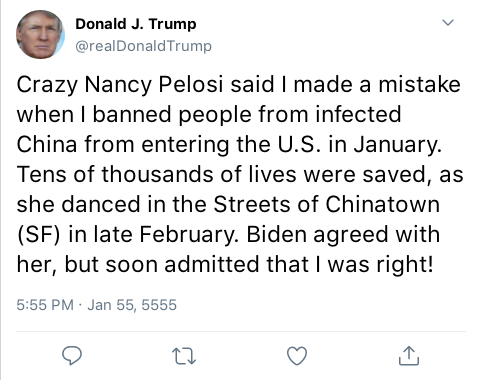 Donald J. Trump
@realDonaldTrump
Crazy Nancy Pelosi said I made a mistake
when I banned people from infected
China from entering the U.S. in January.
Tens of thousands of lives were saved, as
she danced in the Streets of Chinatown
(SF) in late February. Biden agreed with
her, but soon admitted that I was right!
5:55 PM · Jan 55, 5555